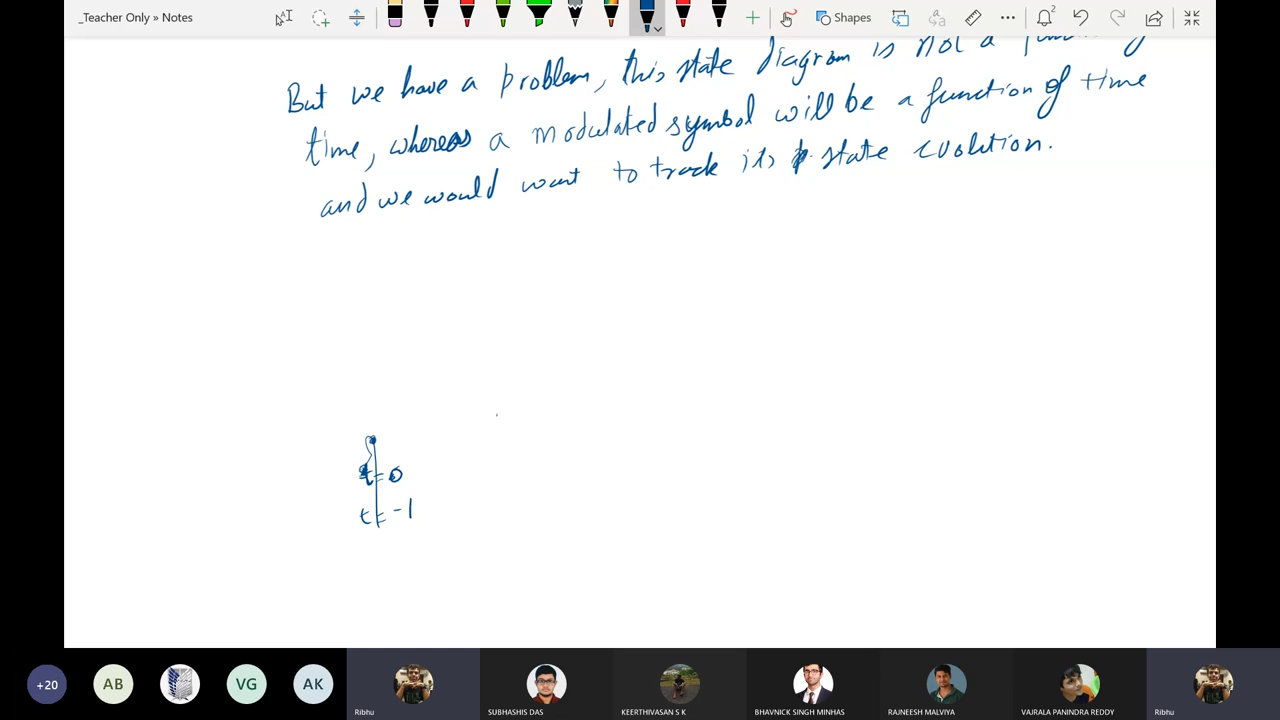 _Teacher Only » Notes
Shapes
2
But we have a problem, this state diagram is not a
time, whereas a modulated symbol will be a function of time
and we would want to track its state evolution.
t = 0
t = -1
+20
AB
VG
AK
Ribhu
SUBHASHIS DAS
KEERTHIVASAN S K
BHAVNICK SINGH MINHAS
RAJNEESH MALVIYA
VAJRALA PANINDRA REDDY
Ribhu